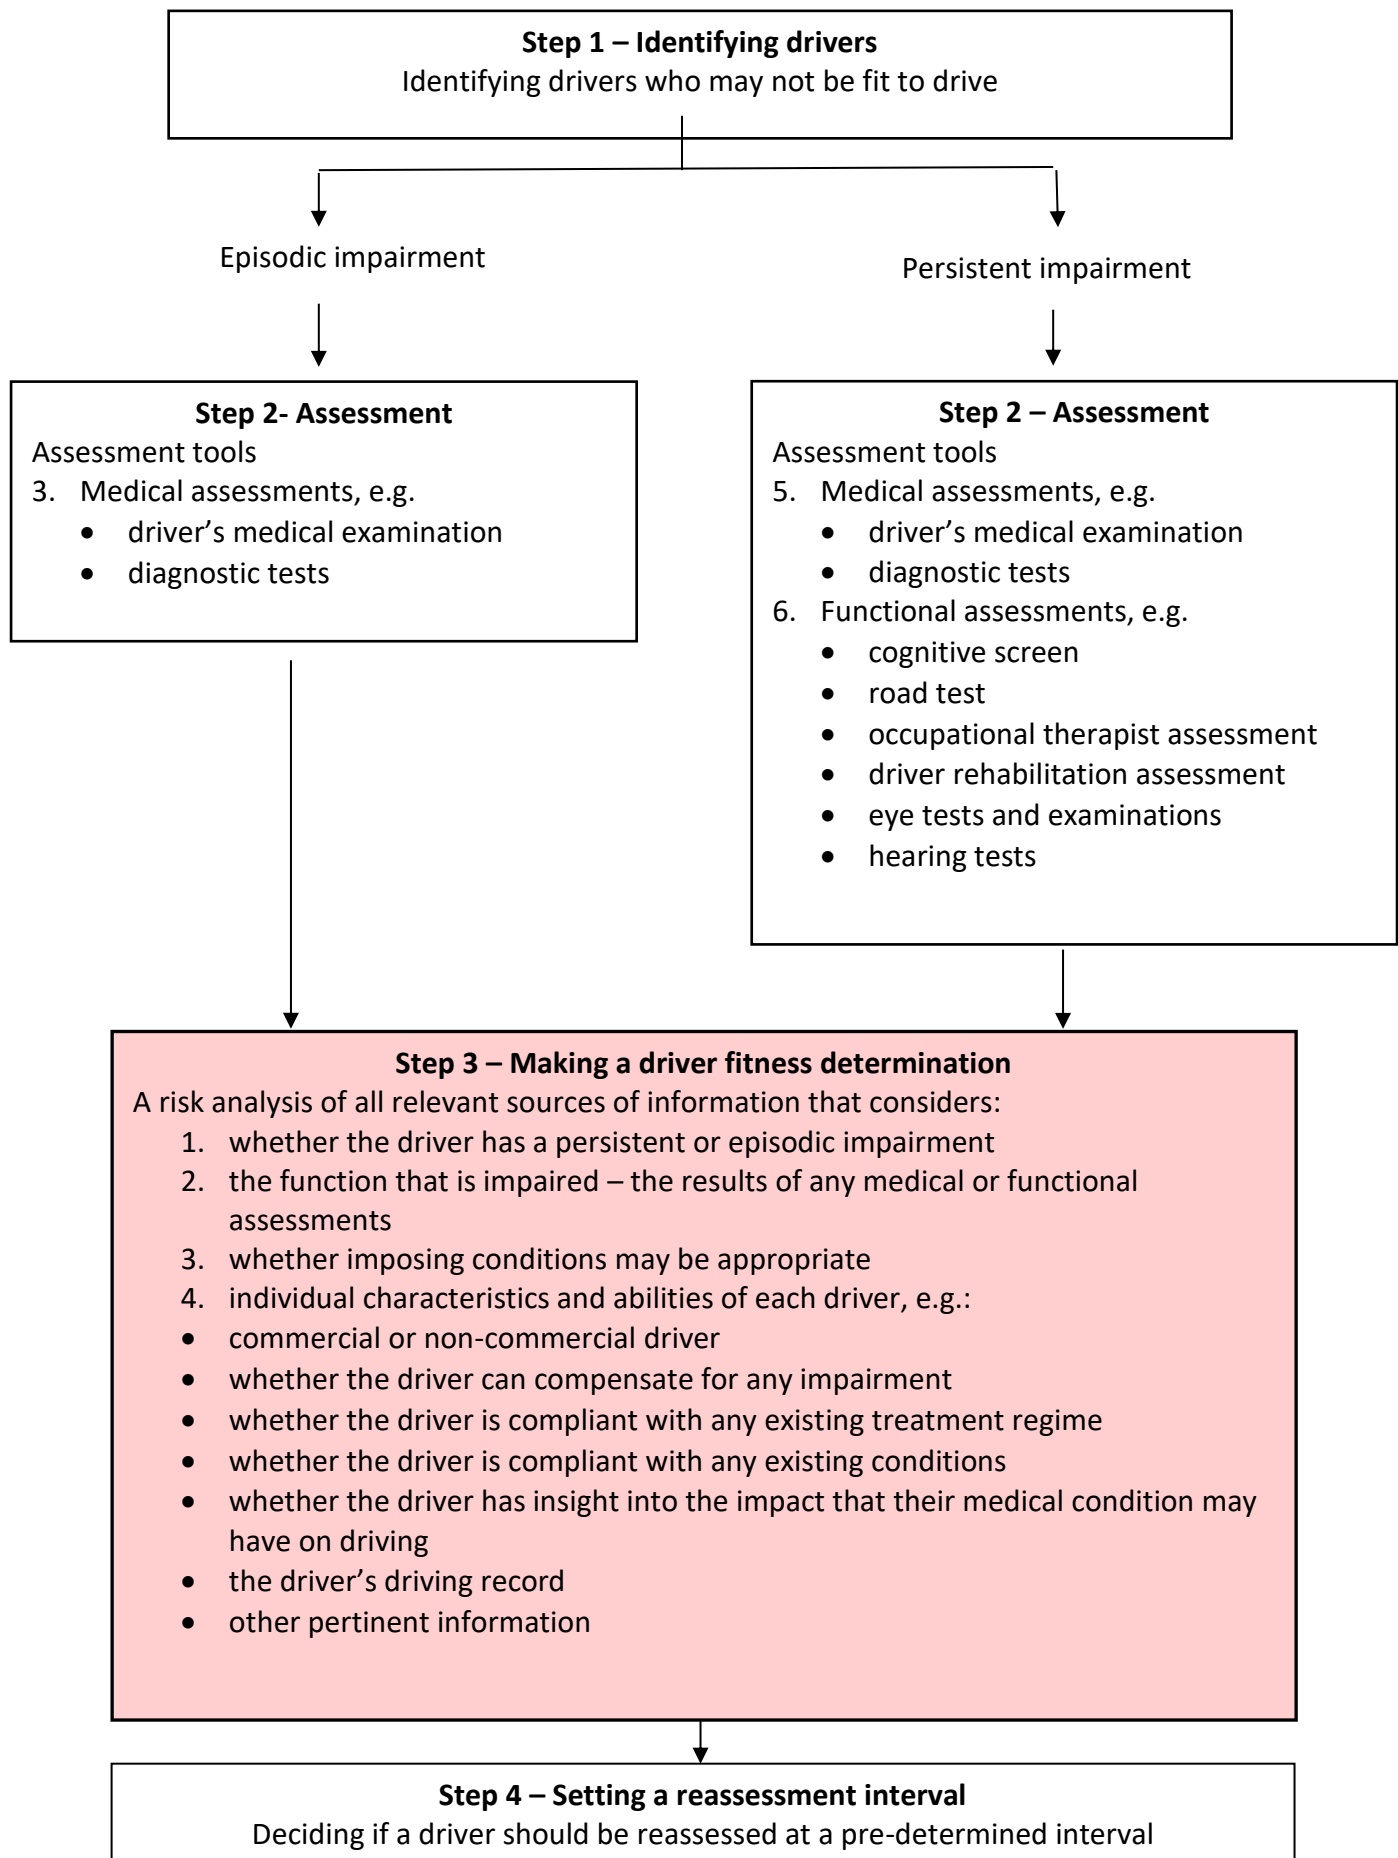 Step 1 – Identifying drivers
Identifying drivers who may not be fit to drive
Episodic impairment
Persistent impairment
Step 2- Assessment
Assessment tools
3. Medical assessments, e.g.
• driver’s medical examination
• diagnostic tests
Step 2 – Assessment
Assessment tools
5. Medical assessments, e.g.
• driver’s medical examination
• diagnostic tests
6. Functional assessments, e.g.
• cognitive screen
• road test
• occupational therapist assessment
• driver rehabilitation assessment
• eye tests and examinations
• hearing tests
Step 3 – Making a driver fitness determination
A risk analysis of all relevant sources of information that considers:
1. whether the driver has a persistent or episodic impairment
2. the function that is impaired – the results of any medical or functional
assessments
3. whether imposing conditions may be appropriate
4. individual characteristics and abilities of each driver, e.g.:
• commercial or non-commercial driver
• whether the driver can compensate for any impairment
• whether the driver is compliant with any existing treatment regime
• whether the driver is compliant with any existing conditions
• whether the driver has insight into the impact that their medical condition may
have on driving
• the driver’s driving record
• other pertinent information
Step 4 – Setting a reassessment interval
Deciding if a driver should be reassessed at a pre-determined interval